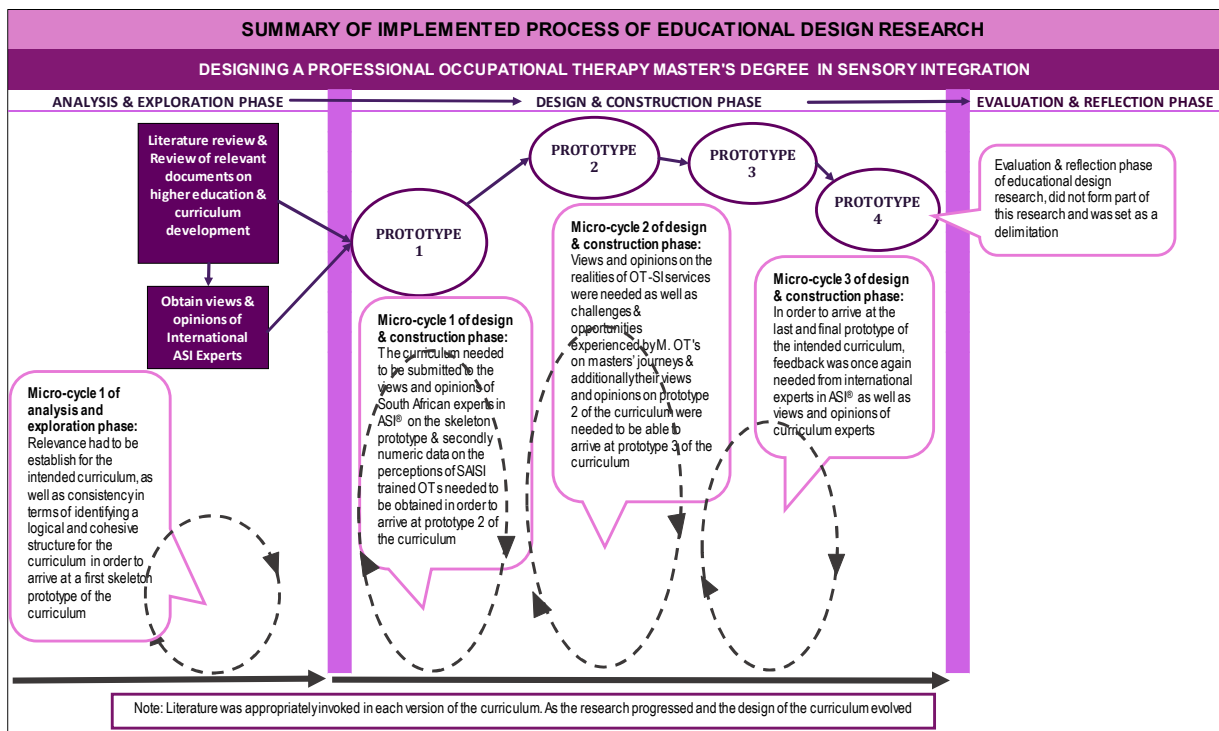 SUMMARY OF IMPLEMENTED PROCESS OF EDUCATIONAL DESIGN RESEARCH
DESIGNING A PROFESSIONAL OCCUPATIONAL THERAPY MASTER'S DEGREE IN SENSORY INTEGRATION
ANALYSIS & EXPLORATION PHASE
DESIGN & CONSTRUCTION PHASE
EVALUATION & REFLECTION PHASE
Literature review &
Review of relevant
documents on
higher education &
curriculum
development
Obtain views &
opinions of
International
ASI Experts
Micro-cycle 1 of
analysis and
exploration phase:
Relevance had to be
establish for the
intended curriculum, as
well as consistency in
terms of identifying a
logical and cohesive
structure for the
curriculum in order to
arrive at a first skeleton
prototype of the
curriculum
PROTOTYPE
1
PROTOTYPE
2
PROTOTYPE
3
PROTOTYPE
4
Micro-cycle 1 of design
& construction phase:
The curriculum needed
to be submitted to the
views and opinions of
South African experts in
ASI® on the skeleton
prototype & secondly
numeric data on the
perceptions of SAISI
trained OTs needed to
be obtained in order to
arrive at prototype 2 of
the curriculum
Micro-cycle 2 of design
& construction phase:
Views and opinions on the
realities of OT-SI services
were needed as well as
challenges &
opportunities
experienced by M. OT's
on masters' journeys &
additionally their views
and opinions on prototype
2 of the curriculum were
needed to be able to
arrive at prototype 3 of the
curriculum
Micro-cycle 3 of design
& construction phase:
In order to arrive at the
last and final prototype of
the intended curriculum,
feedback was once again
needed from international
experts in ASI® as well as
views and opinions of
curriculum experts
Evaluation & reflection phase
of educational design
research, did not form part of
this research and was set as a
delimitation
Note: Literature was appropriately invoked in each version of the curriculum. As the research progressed and the design of the curriculum evolved